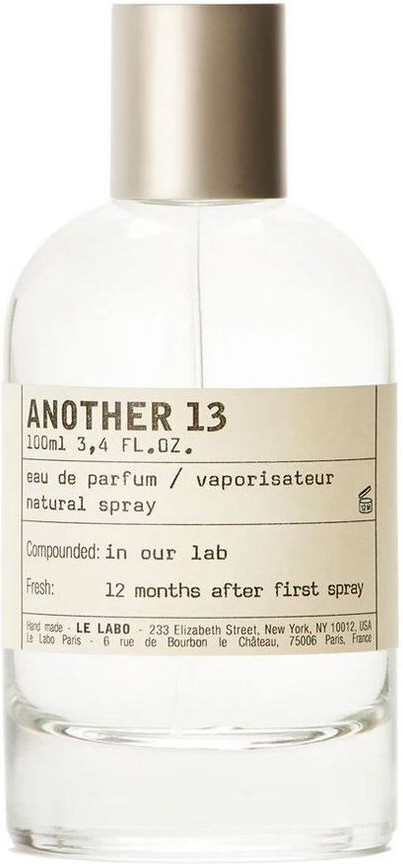 ANOTHER 13
100ml 3,4 FL.OZ.
eau de parfum / vaporisateur
natural spray
12 M
Compounded: in our lab
Fresh: 12 months after first spray
Hand made - LE LABO - 233 Elizabeth Street, New York, NY 10012, USA
Le Labo Paris - 6 rue de Bourbon le Château, 75006 Paris, France